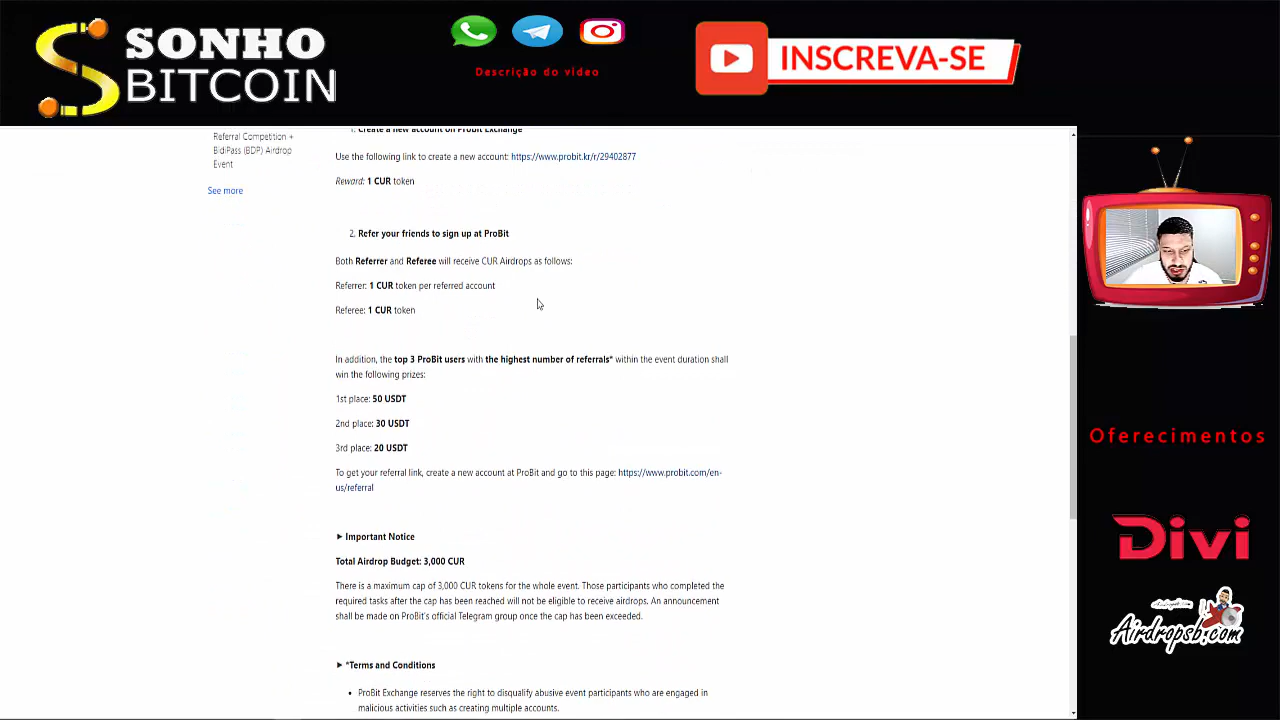 SONHO
BITCOIN
Descrição do vídeo
INSCREVA-SE
1. Create a new account on ProBit Exchange
Referral Competition +
BidiPass (BDP) Airdrop
Event
See more
Use the following link to create a new account: https://www.probit.kr/r/29402877
Reward: 1 CUR token
2. Refer your friends to sign up at ProBit
Both Referrer and Referee will receive CUR Airdrops as follows:
Referrer: 1 CUR token per referred account
Referee: 1 CUR token
In addition, the top 3 ProBit users with the highest number of referrals* within the event duration shall
win the following prizes:
1st place: 50 USDT
2nd place: 30 USDT
3rd place: 20 USDT
To get your referral link, create a new account at ProBit and go to this page: https://www.probit.com/en-
us/referral
► Important Notice
Total Airdrop Budget: 3,000 CUR
There is a maximum cap of 3,000 CUR tokens for the whole event. Those participants who completed the
required tasks after the cap has been reached will not be eligible to receive airdrops. An announcement
shall be made on ProBit's official Telegram group once the cap has been exceeded.
► *Terms and Conditions
• ProBit Exchange reserves the right to disqualify abusive event participants who are engaged in
malicious activities such as creating multiple accounts.
Oferecimentos
Divi
Airdropsb.com